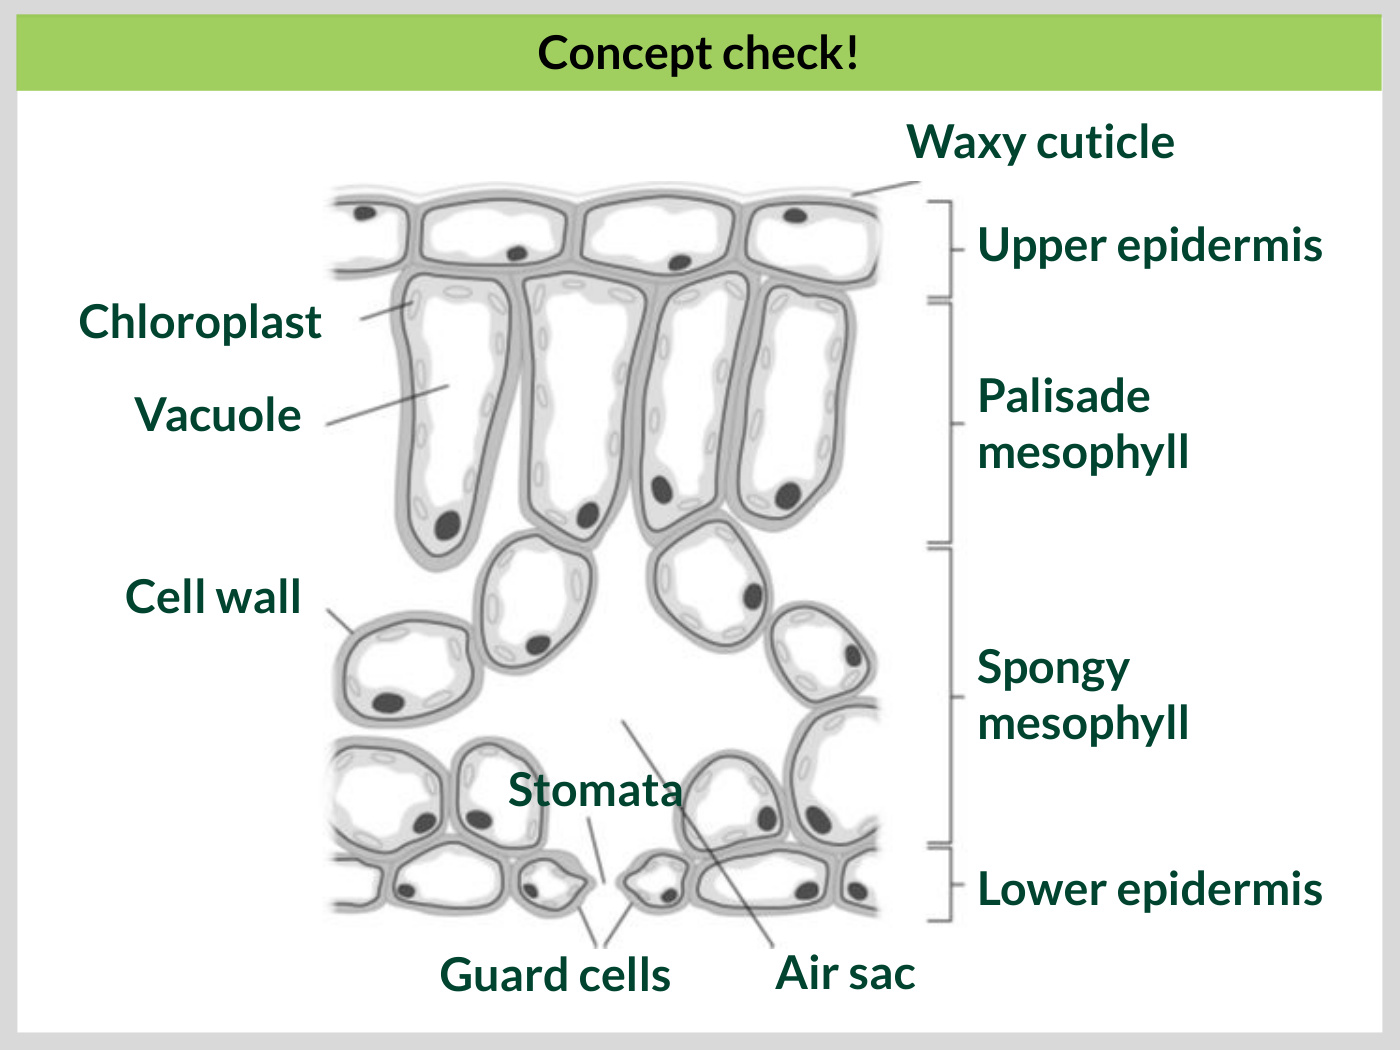 Concept check!
Waxy cuticle
Upper epidermis
Chloroplast
Palisade
mesophyll
Vacuole
Cell wall
Spongy
mesophyll
Stomata
Lower epidermis
Guard cells
Air sac